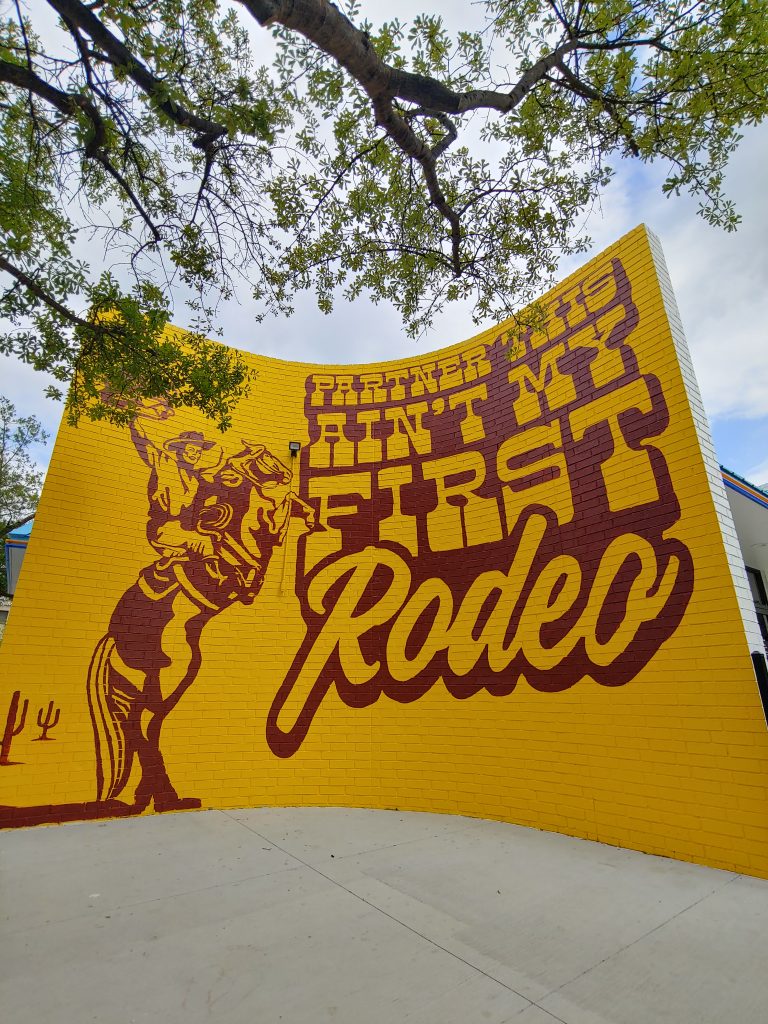 PARTNER THIS
AIN'T MY
FIRST
Rodeo